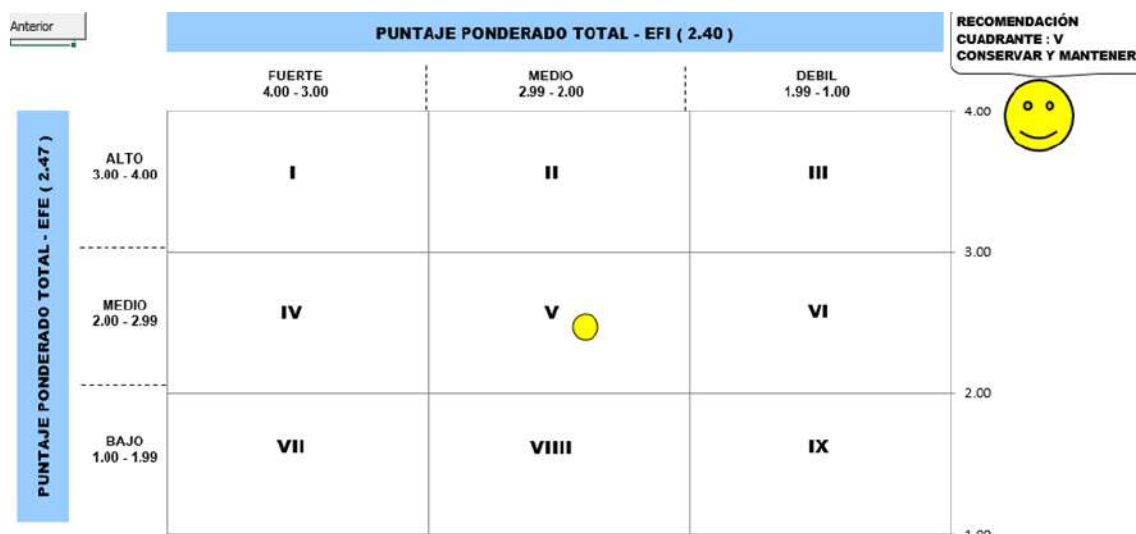 Anterior
PUNTAJE PONDERADO TOTAL - EFI ( 2.40 )
RECOMENDACIÓN
CUADRANTE : V
CONSERVAR Y MANTENER
FUERTE
4.00 - 3.00
MEDIO
2.99 - 2.00
DEBIL
1.99 - 1.00
4.00
PUNTAJE PONDERADO TOTAL - EFE ( 2.47 )
ALTO
3.00 - 4.00
I
II
III
3.00
MEDIO
2.00 - 2.99
IV
V
VI
2.00
BAJO
1.00 - 1.99
VII
VIIII
IX
1.00